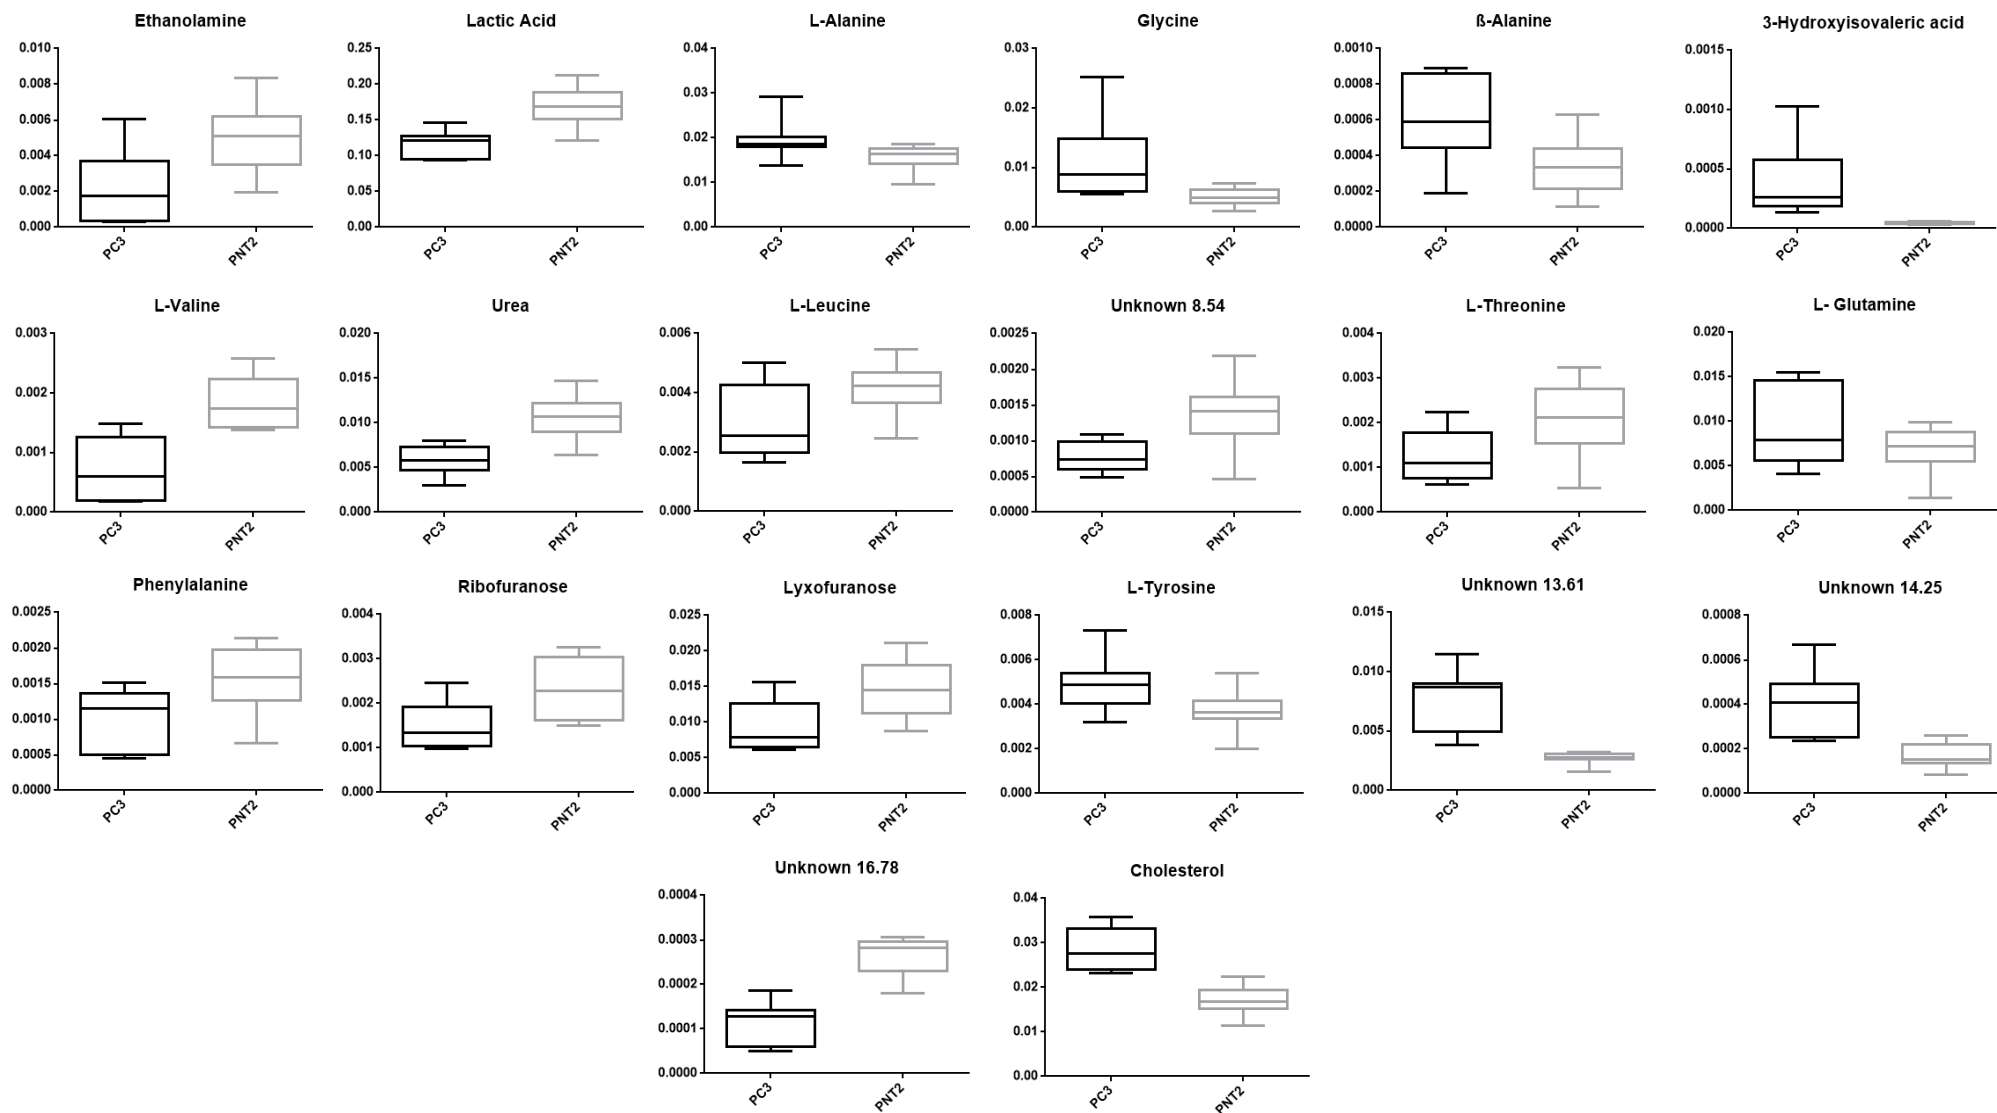 Ethanolamine
0.010
0.008
0.006
0.004
0.002
0.000
PC3
PNT2
Lactic Acid
0.25
0.20
0.15
0.10
0.05
0.00
PC3
PNT2
L-Alanine
0.04
0.03
0.02
0.01
0.00
PC3
PNT2
Glycine
0.03
0.02
0.01
0.00
PC3
PNT2
ß-Alanine
0.0010
0.0008
0.0006
0.0004
0.0002
0.0000
PC3
PNT2
3-Hydroxyisovaleric acid
0.0015
0.0010
0.0005
0.0000
PC3
PNT2
L-Valine
0.003
0.002
0.001
0.000
PC3
PNT2
Urea
0.020
0.015
0.010
0.005
0.000
PC3
PNT2
L-Leucine
0.006
0.004
0.002
0.000
PC3
PNT2
Unknown 8.54
0.0025
0.0020
0.0015
0.0010
0.0005
0.0000
PC3
PNT2
L-Threonine
0.004
0.003
0.002
0.001
0.000
PC3
PNT2
L- Glutamine
0.020
0.015
0.010
0.005
0.000
PC3
PNT2
Phenylalanine
0.0025
0.0020
0.0015
0.0010
0.0005
0.0000
PC3
PNT2
Ribofuranose
0.004
0.003
0.002
0.001
0.000
PC3
PNT2
Lyxofuranose
0.025
0.020
0.015
0.010
0.005
0.000
PC3
PNT2
L-Tyrosine
0.008
0.006
0.004
0.002
0.000
PC3
PNT2
Unknown 13.61
0.015
0.010
0.005
0.000
PC3
PNT2
Unknown 14.25
0.0008
0.0006
0.0004
0.0002
0.0000
PC3
PNT2
Unknown 16.78
0.0004
0.0003
0.0002
0.0001
0.0000
PC3
PNT2
Cholesterol
0.04
0.03
0.02
0.01
0.00
PC3
PNT2